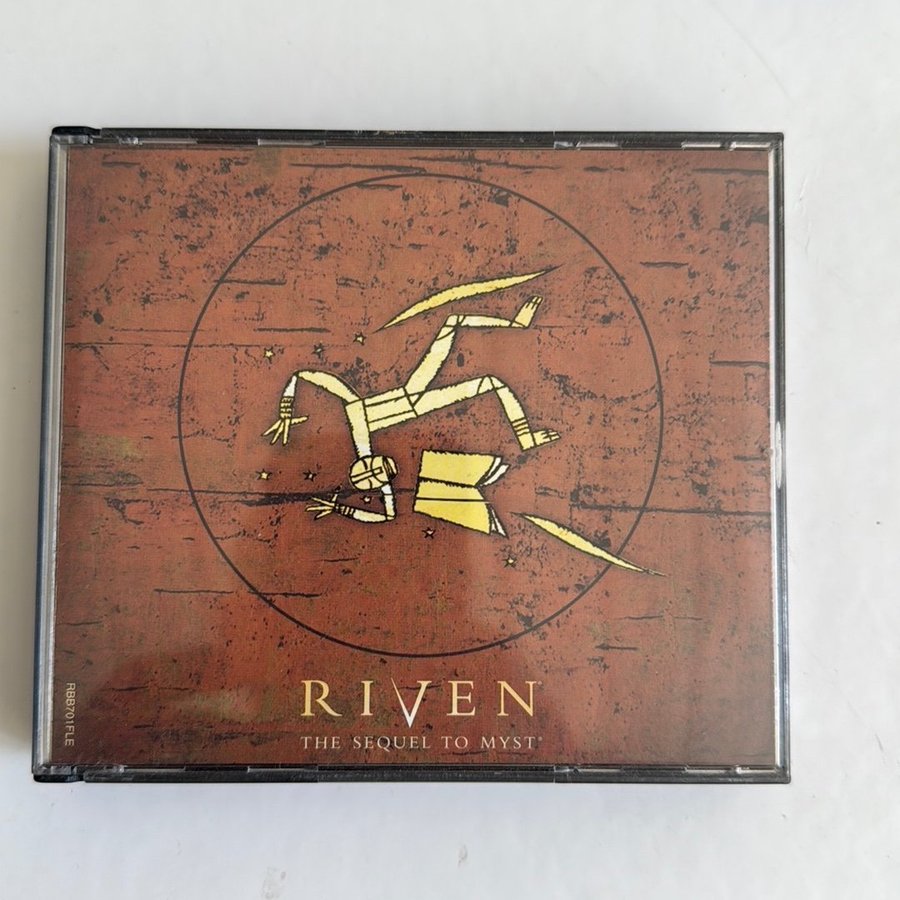 RIVEN
THE SEQUEL TO MYST®
RBB701FLE